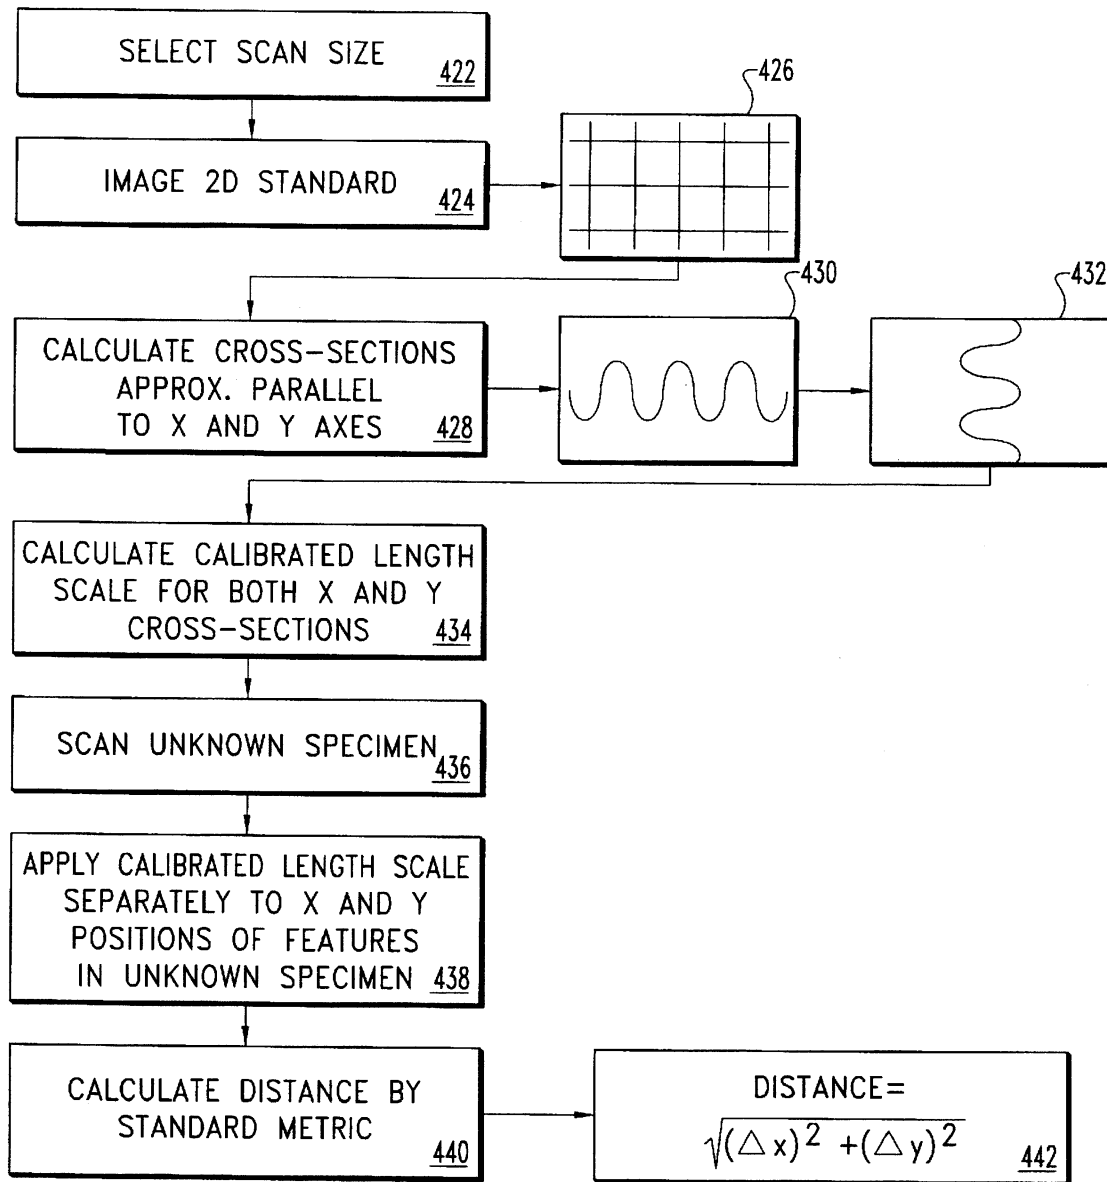 SELECT SCAN SIZE
422
IMAGE 2D STANDARD
424
426
CALCULATE CROSS-SECTIONS
APPROX. PARALLEL
TO X AND Y AXES
428
430
432
CALCULATE CALIBRATED LENGTH
SCALE FOR BOTH X AND Y
CROSS-SECTIONS
434
SCAN UNKNOWN SPECIMEN
436
APPLY CALIBRATED LENGTH SCALE
SEPARATELY TO X AND Y
POSITIONS OF FEATURES
IN UNKNOWN SPECIMEN
438
CALCULATE DISTANCE BY
STANDARD METRIC
440
DISTANCE=
√(△x)² +(△y)²
442